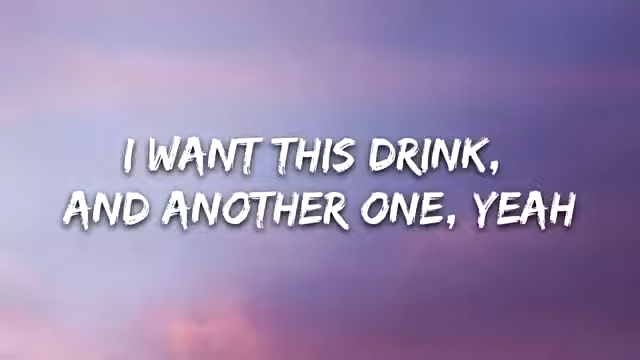 I WANT THIS DRINK,
AND ANOTHER ONE, YEAH